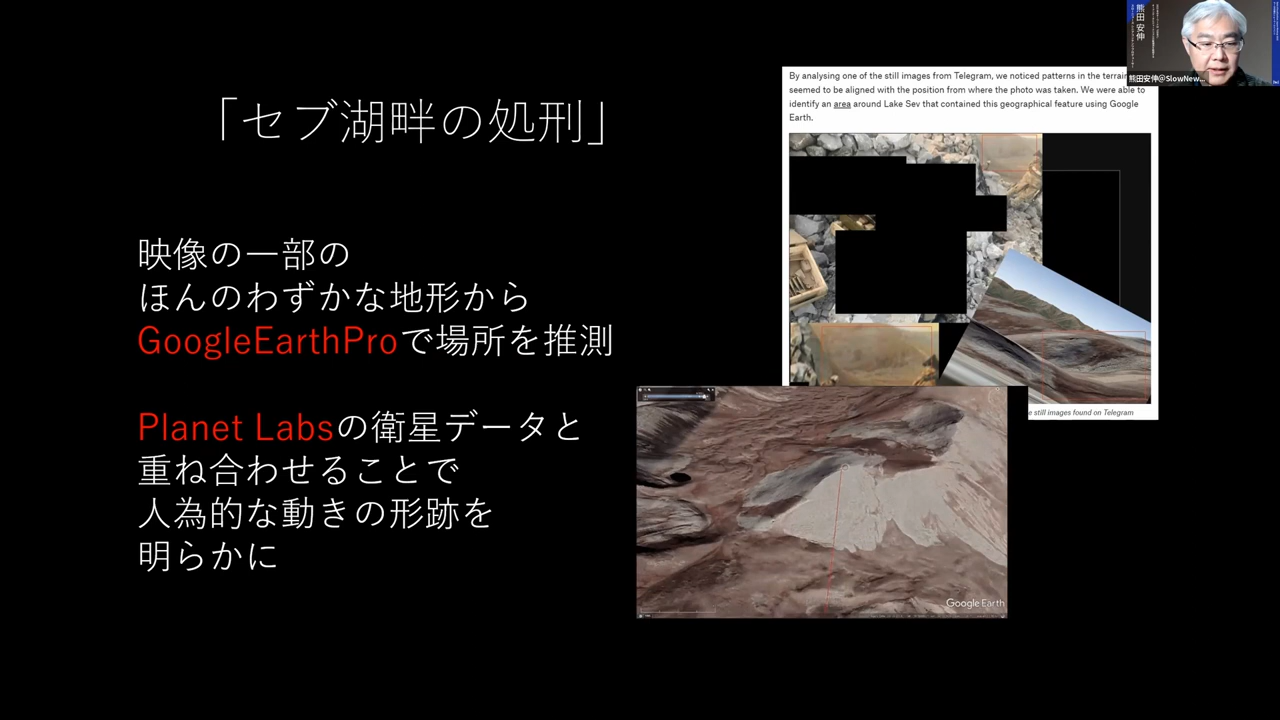 「セブ湖畔の処刑」
映像の一部の
ほんのわずかな地形から
GoogleEarthProで場所を推測
Planet Labsの衛星データと
重ね合わせることで
人為的な動きの形跡を
明らかに
By analysing one of the still images from Telegram, we noticed patterns in the terrai
seemed to be aligned with the position from where the photo was taken. We were able to
identify an area around Lake Sev that contained this geographical feature using Google
Earth.
e still images found on Telegram
Google Earth
熊田 安伸
熊田安伸@SlowNew...